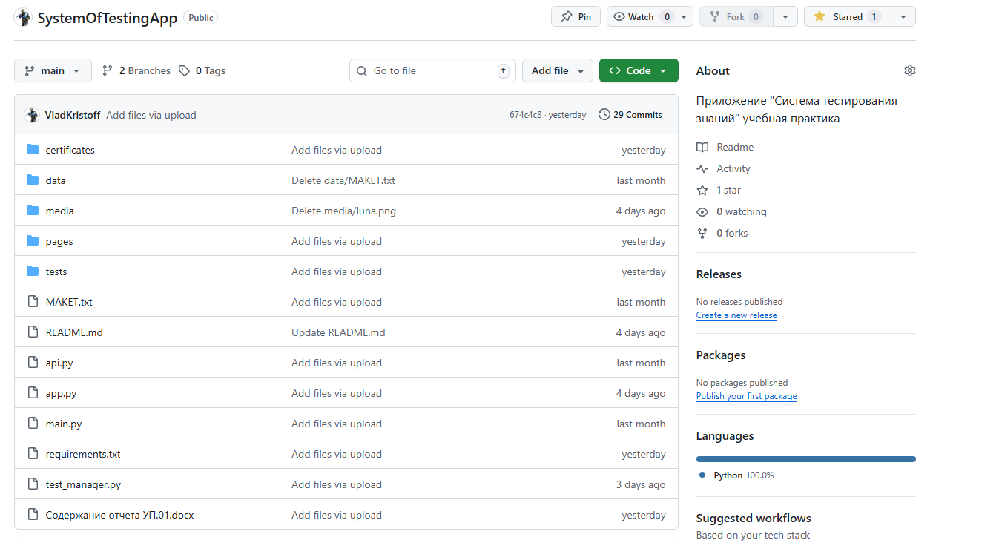 SystemOfTestingApp Public Pin Watch 0 Fork 0 Starred 1
main 2 Branches 0 Tags Go to file t Add file Code
VladKristoff Add files via upload 674c4c8 · yesterday 29 Commits
certificates Add files via upload yesterday
data Delete data/MAKET.txt last month
media Delete media/luna.png 4 days ago
pages Add files via upload yesterday
tests Add files via upload yesterday
MAKET.txt Add files via upload last month
README.md Update README.md 4 days ago
api.py Add files via upload last month
app.py Add files via upload 4 days ago
main.py Add files via upload last month
requirements.txt Add files via upload yesterday
test_manager.py Add files via upload 3 days ago
Содержание отчета УП.01.docx Add files via upload yesterday
About
Приложение "Система тестирования
знаний" учебная практика
Readme
Activity
1 star
0 watching
0 forks
Releases
No releases published
Create a new release
Packages
No packages published
Publish your first package
Languages
Python 100.0%
Suggested workflows
Based on your tech stack